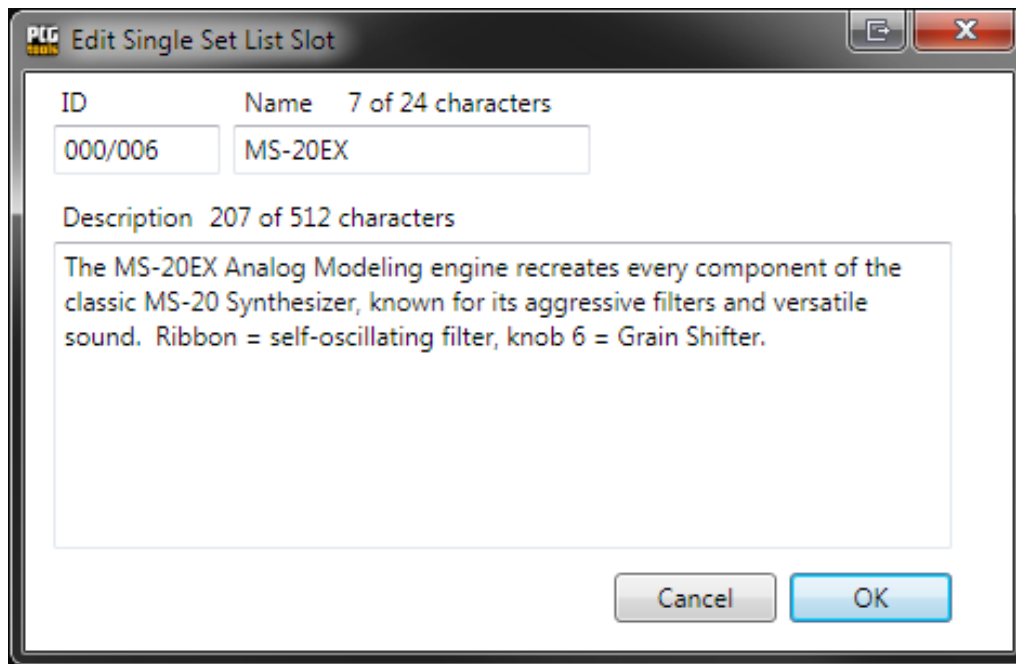 PCG tools Edit Single Set List Slot
ID Name 7 of 24 characters
000/006 MS-20EX
Description 207 of 512 characters
The MS-20EX Analog Modeling engine recreates every component of the
classic MS-20 Synthesizer, known for its aggressive filters and versatile
sound.  Ribbon = self-oscillating filter, knob 6 = Grain Shifter.
Cancel OK